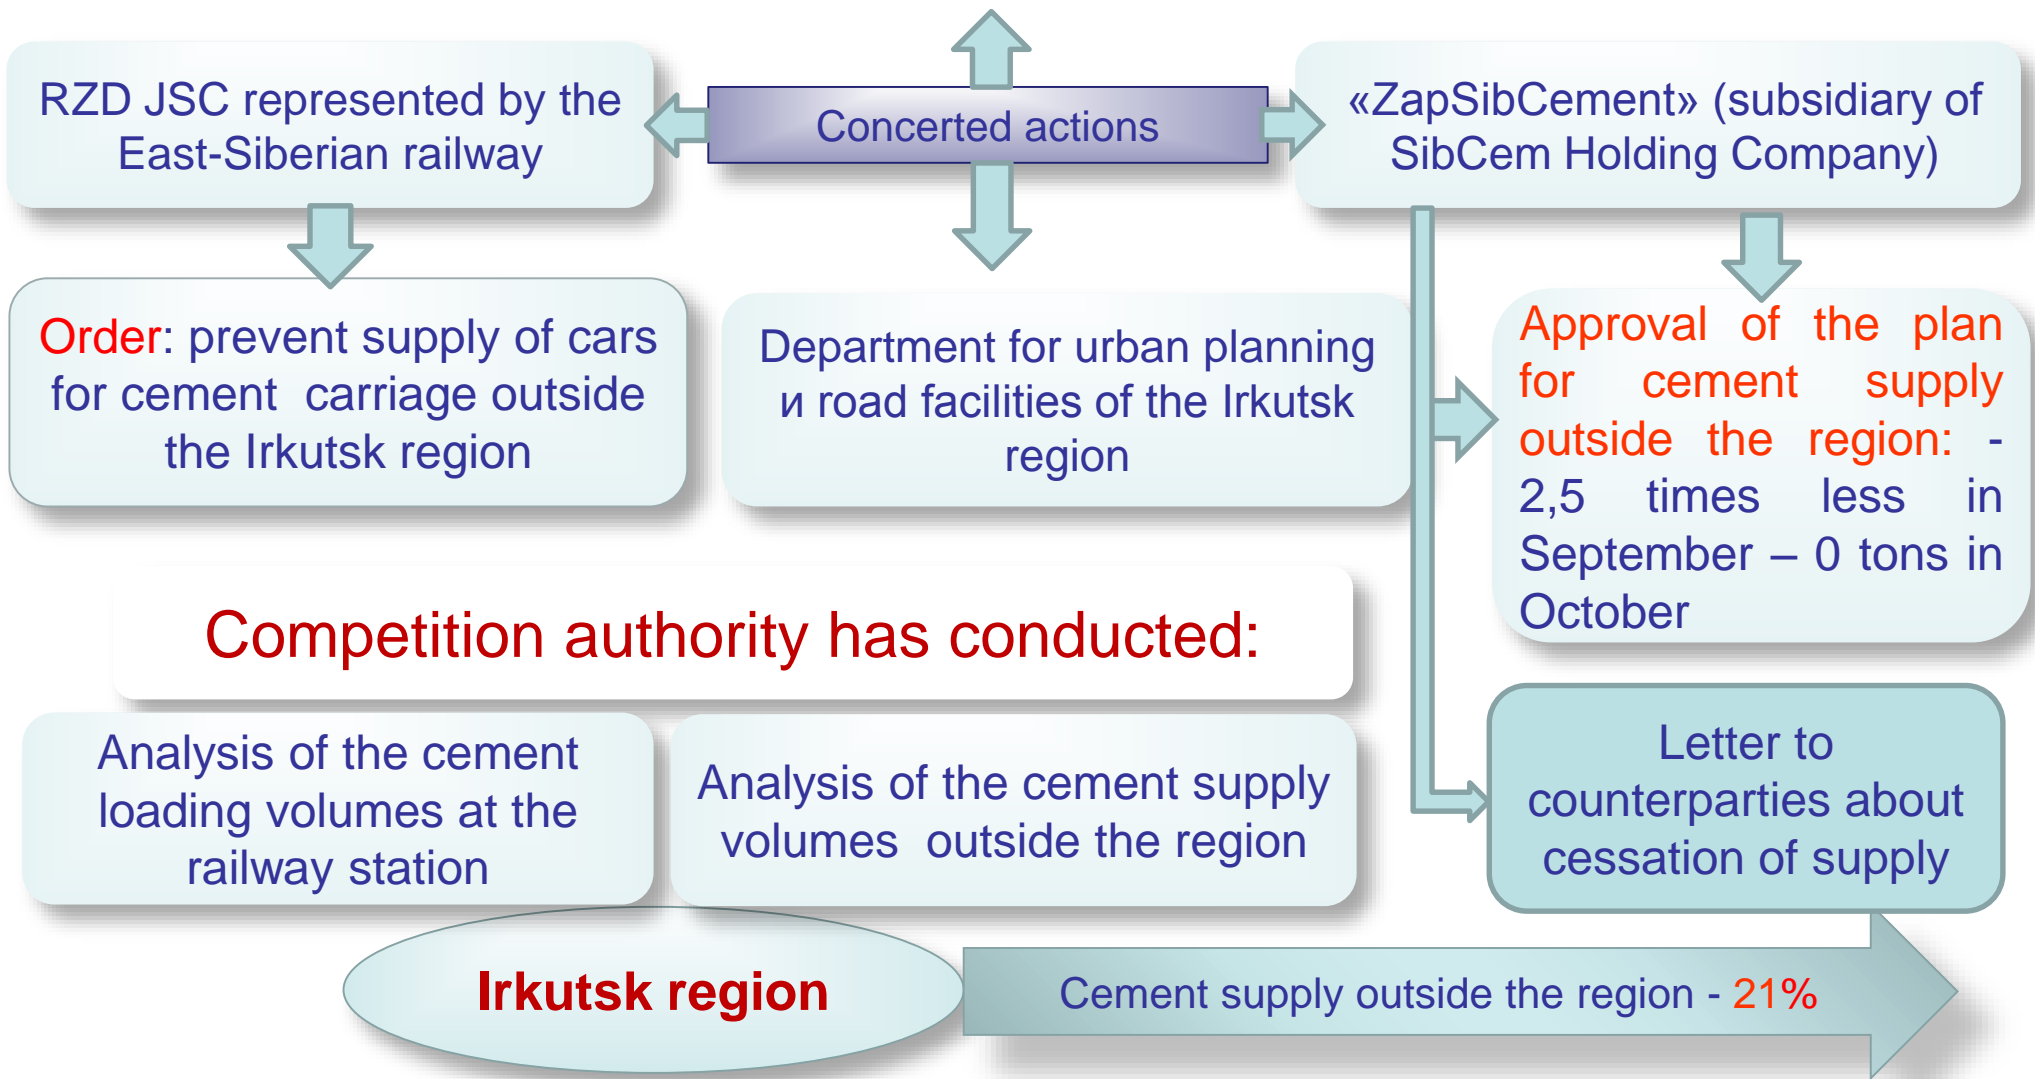 RZD JSC represented by the
East-Siberian railway
Concerted actions
«ZapSibCement» (subsidiary of
SibCem Holding Company)
Order: prevent supply of cars
for cement carriage outside
the Irkutsk region
Department for urban planning
и road facilities of the Irkutsk
region
Approval of the plan
for cement supply
outside the region: -
2,5 times less in
September – 0 tons in
October
Competition authority has conducted:
Analysis of the cement
loading volumes at the
railway station
Analysis of the cement supply
volumes outside the region
Letter to
counterparties about
cessation of supply
Irkutsk region
Cement supply outside the region - 21%